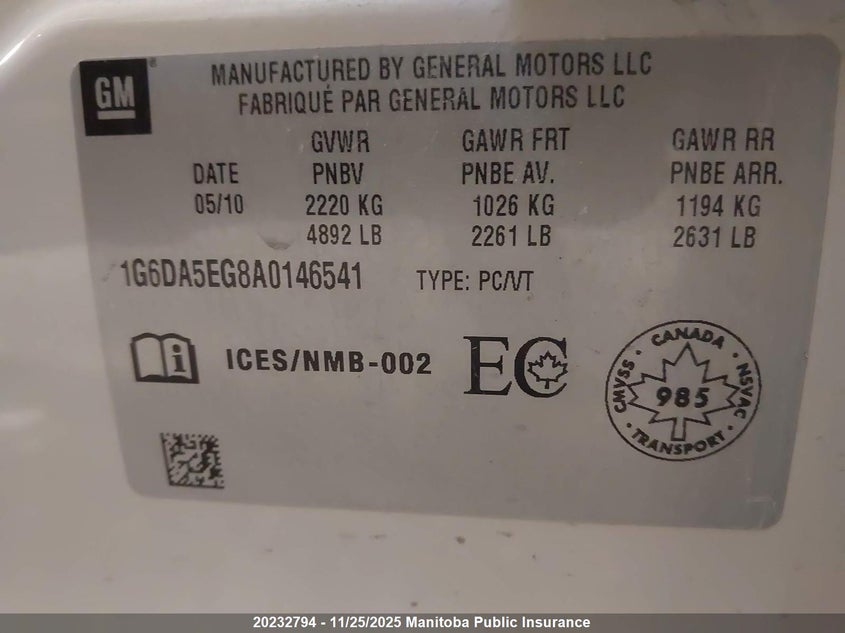 GM®
MANUFACTURED BY GENERAL MOTORS LLC
FABRIQUÉ PAR GENERAL MOTORS LLC
GVWR GAWR FRT GAWR RR
DATE PNBV PNBE AV. PNBE ARR.
05/10 2220 KG 1026 KG 1194 KG
4892 LB 2261 LB 2631 LB
1G6DA5EG8A0146541 TYPE: PC/VT
i ICES/NMB-002 EC
CANADA
CMVSS 985 NSVAC
TRANSPORT
20232794 - 11/25/2025 Manitoba Public Insurance